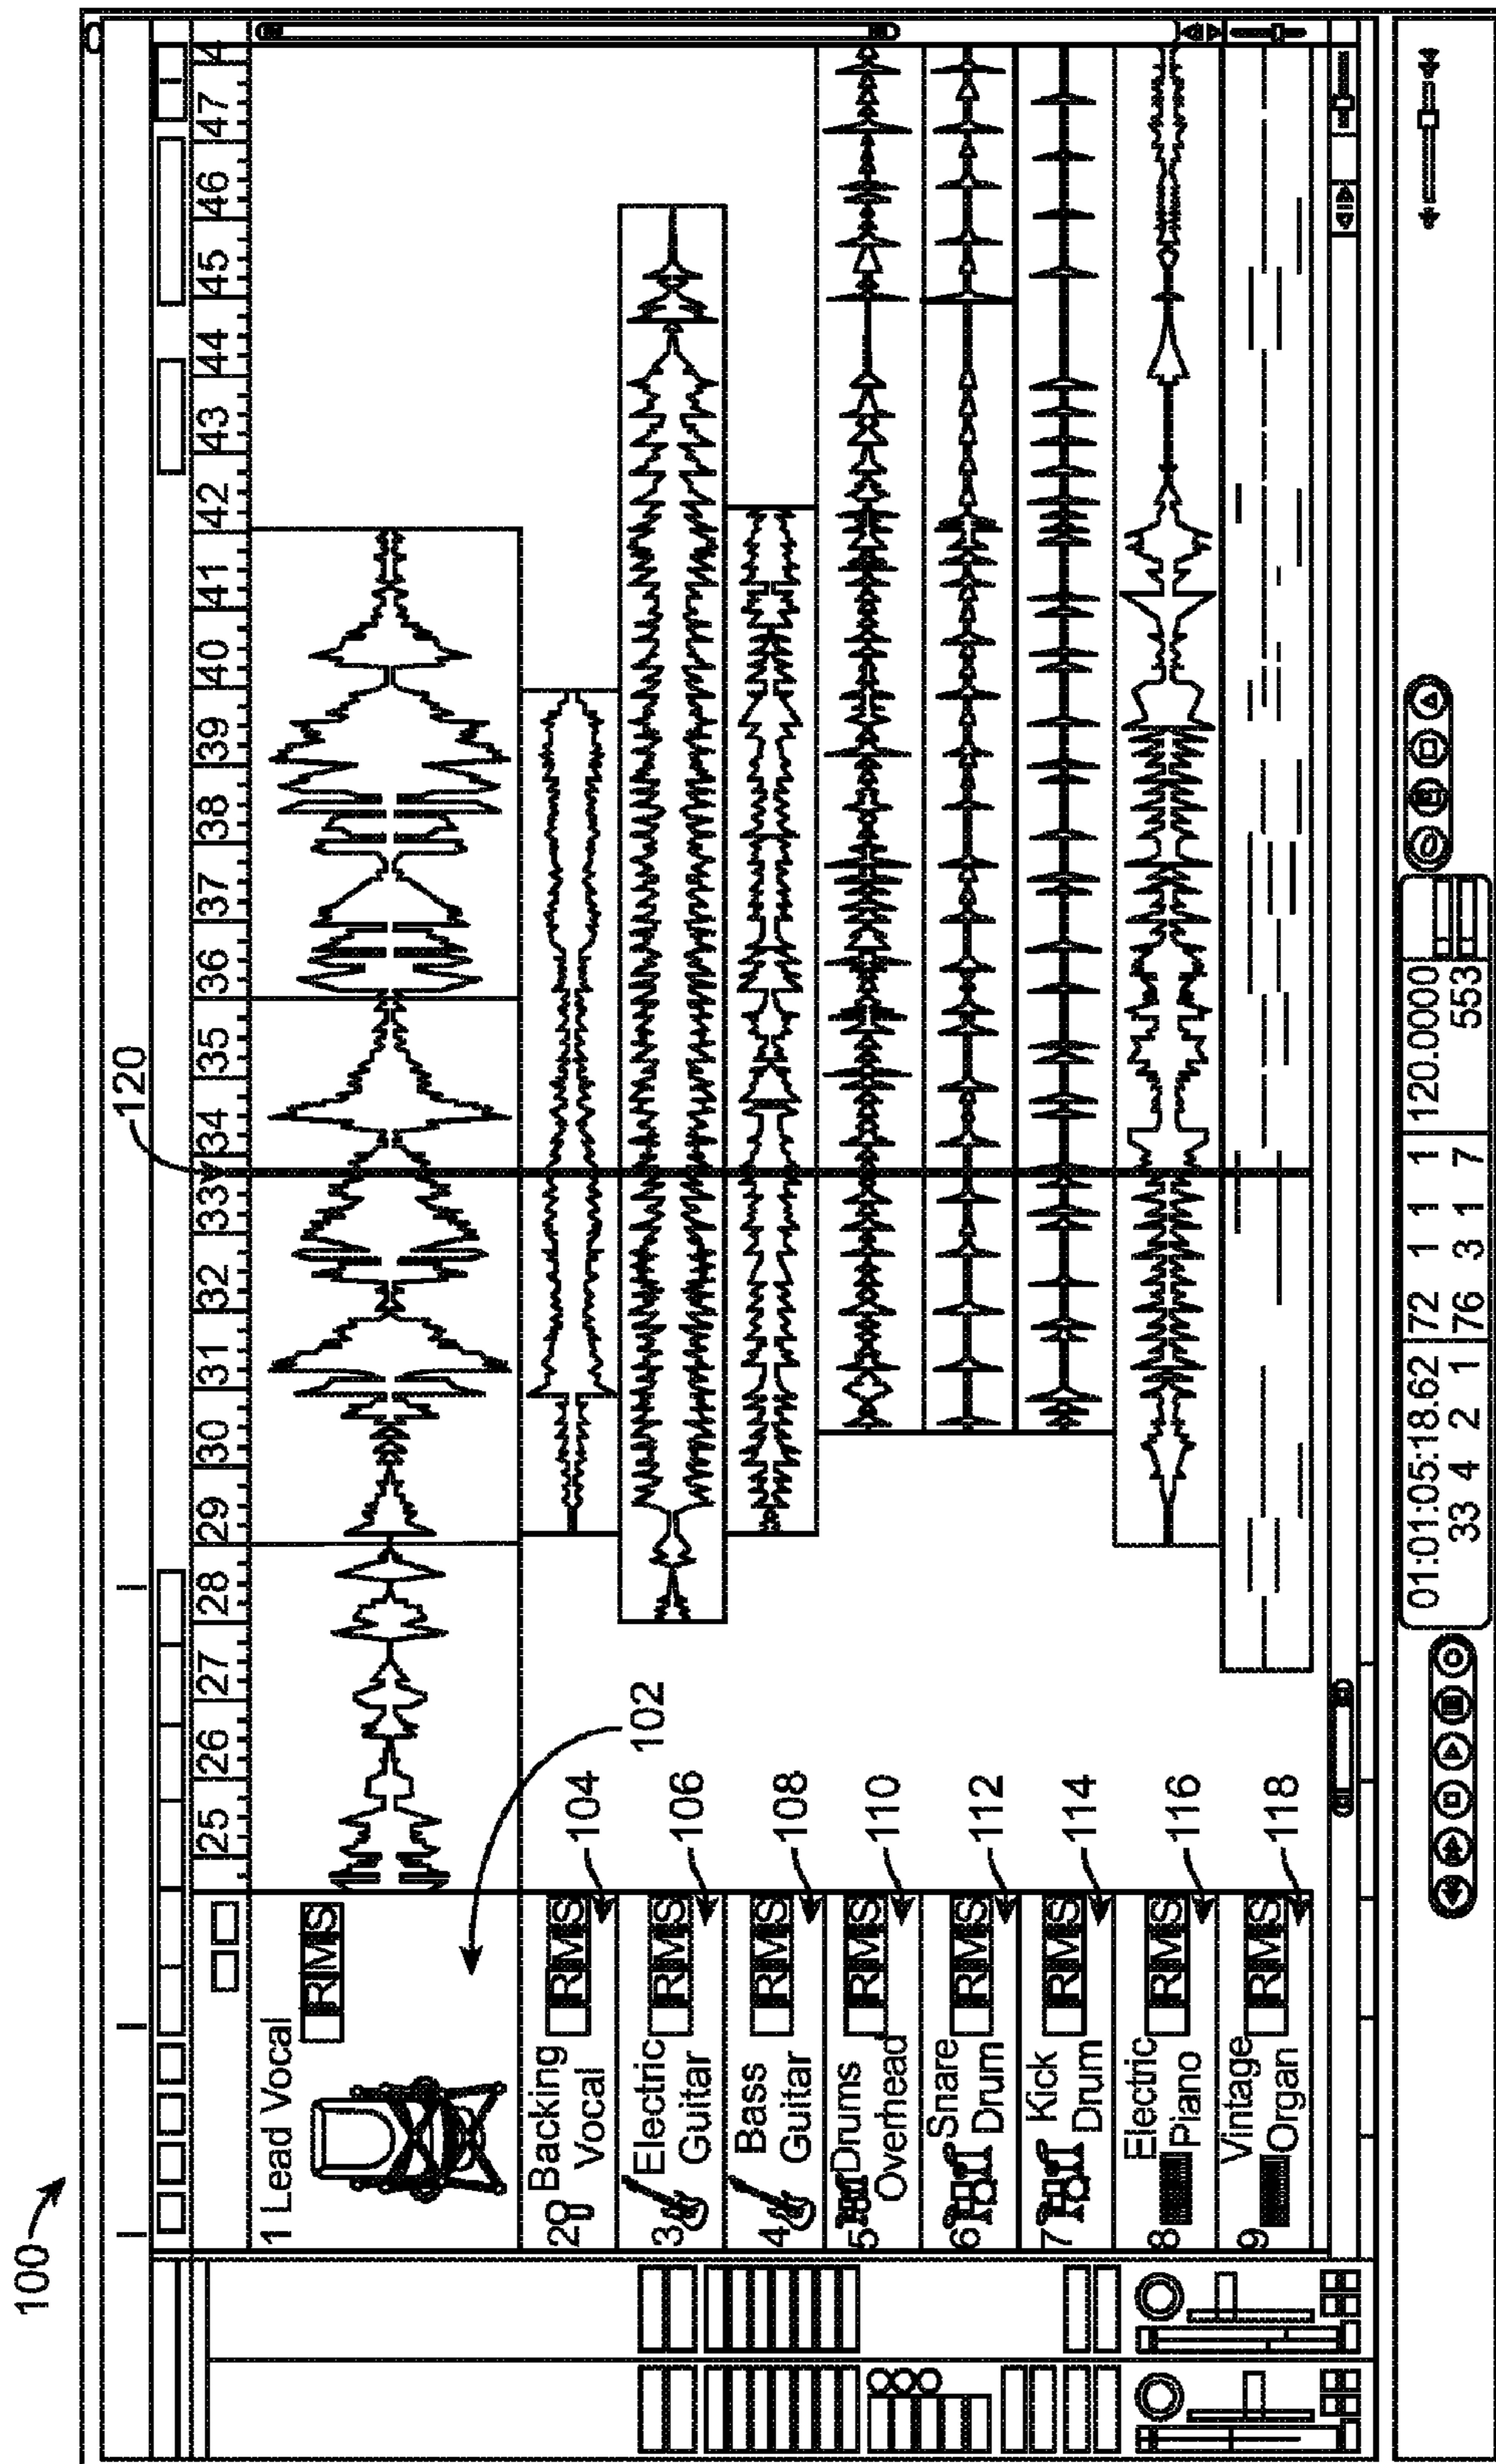 100
120
25 26 27 28 29 30 31 32 33 34 35 36 37 38 39 40 41 42 43 44 45 46 47 4
1 Lead Vocal
R M S
102
2 Backing Vocal
R M S
104
3 Electric Guitar
R M S
106
4 Bass Guitar
R M S
108
5 Drums Overhead
R M S
110
6 Snare Drum
R M S
112
7 Kick Drum
R M S
114
8 Electric Piano
R M S
116
9 Vintage Organ
R M S
118
01:01:05:18.62 72 1 1 1 120.0000
33 4 2 1 76 3 1 7 553